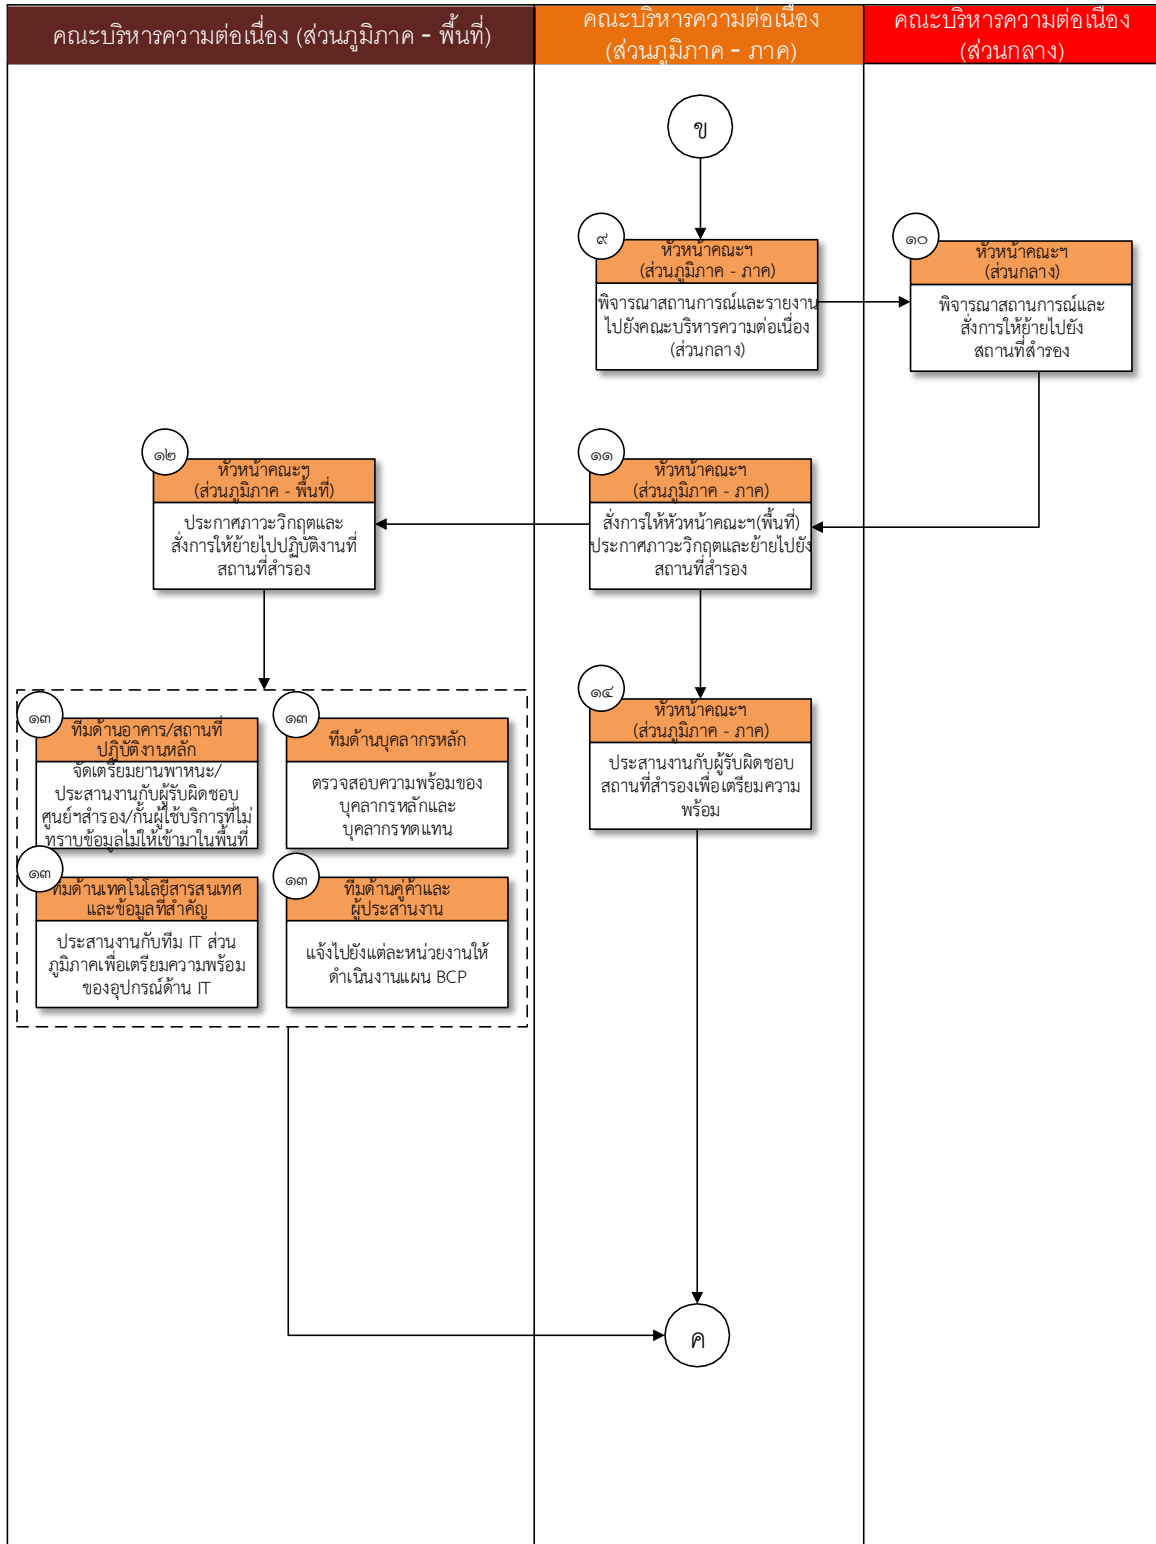 คณะบริหารความต่อเนื่อง (ส่วนภูมิภาค - พื้นที่)
คณะบริหารความต่อเนื่อง
(ส่วนภูมิภาค - ภาค)
คณะบริหารความต่อเนื่อง
(ส่วนกลาง)
ข
๙
หัวหน้าคณะฯ
(ส่วนภูมิภาค - ภาค)
พิจารณาสถานการณ์และรายงาน
ไปยังคณะบริหารความต่อเนื่อง
(ส่วนกลาง)
๑๐
หัวหน้าคณะฯ
(ส่วนกลาง)
พิจารณาสถานการณ์และ
สั่งการให้ย้ายไปยัง
สถานที่สำรอง
๑๒
หัวหน้าคณะฯ
(ส่วนภูมิภาค - พื้นที่)
ประกาศภาวะวิกฤตและ
สั่งการให้ย้ายไปปฏิบัติงานที่
สถานที่สำรอง
๑๑
หัวหน้าคณะฯ
(ส่วนภูมิภาค - ภาค)
สั่งการให้หัวหน้าคณะฯ(พื้นที่)
ประกาศภาวะวิกฤตและย้ายไปยัง
สถานที่สำรอง
๑๓
ทีมด้านอาคาร/สถานที่
ปฏิบัติงานหลัก
จัดเตรียมยานพาหนะ/
ประสานงานกับผู้รับผิดชอบ
ศูนย์ฯสำรอง/กั้นผู้ใช้บริการที่ไม่
ทราบข้อมูลไม่ให้เข้ามาในพื้นที่
๑๓
ทีมด้านบุคลากรหลัก
ตรวจสอบความพร้อมของ
บุคลากรหลักและ
บุคลากรทดแทน
๑๔
หัวหน้าคณะฯ
(ส่วนภูมิภาค - ภาค)
ประสานงานกับผู้รับผิดชอบ
สถานที่สำรองเพื่อเตรียมความ
พร้อม
๑๓
ทีมด้านเทคโนโลยีสารสนเทศ
และข้อมูลที่สำคัญ
ประสานงานกับทีม IT ส่วน
ภูมิภาคเพื่อเตรียมความพร้อม
ของอุปกรณ์ด้าน IT
๑๓
ทีมด้านคู่ค้าและ
ผู้ประสานงาน
แจ้งไปยังแต่ละหน่วยงานให้
ดำเนินงานแผน BCP
ค